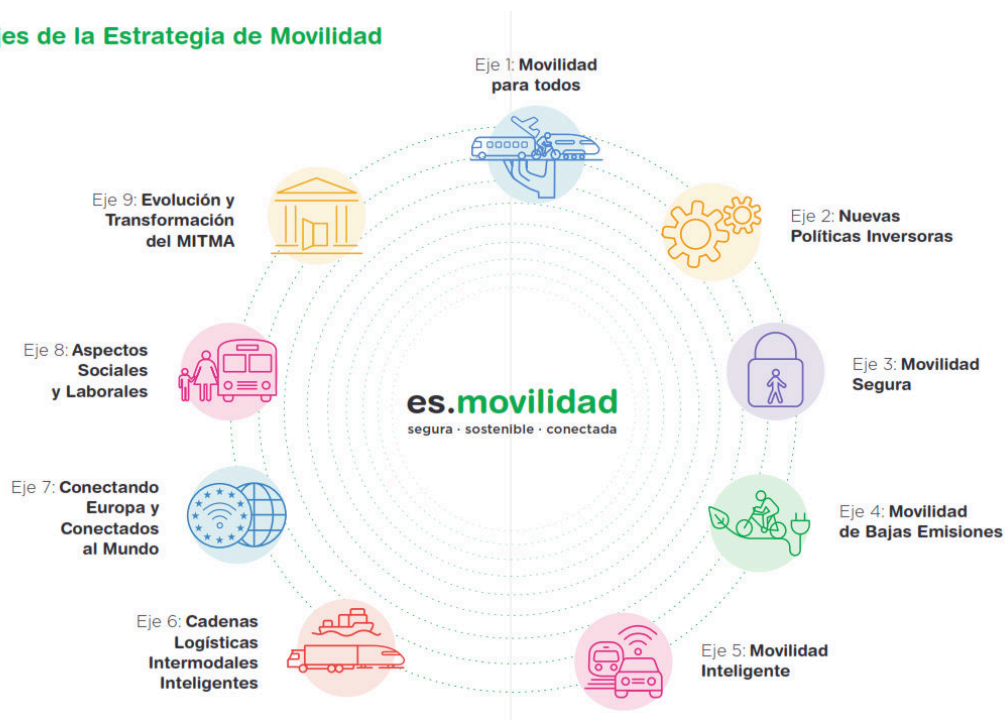 jes de la Estrategia de Movilidad
Eje 1: Movilidad
para todos
Eje 2: Nuevas
Políticas Inversoras
Eje 3: Movilidad
Segura
Eje 4: Movilidad
de Bajas Emisiones
Eje 5: Movilidad
Inteligente
Eje 6: Cadenas
Logísticas
Intermodales
Inteligentes
Eje 7: Conectando
Europa y
Conectados
al Mundo
Eje 8: Aspectos
Sociales
y Laborales
Eje 9: Evolución y
Transformación
del MITMA
es.movilidad
segura · sostenible · conectada